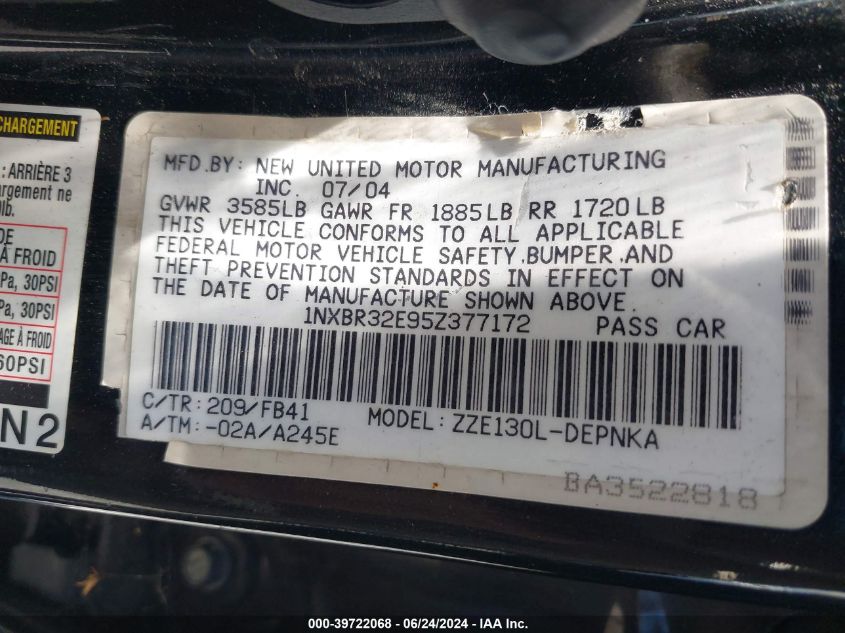 CHARGEMENT
: ARRIÈRE 3
hargement ne
DE
À FROID
Pa, 30PSI
Pa, 30PSI
AGE À FROID
60PSI
N2
MFD.BY: NEW UNITED MOTOR MANUFACTURING
INC. 07/04
GVWR 3585LB GAWR FR 1885LB RR 1720LB
THIS VEHICLE CONFORMS TO ALL APPLICABLE
FEDERAL MOTOR VEHICLE SAFETY.BUMPER.AND
THEFT PREVENTION STANDARDS IN EFFECT ON
THE DATE OF MANUFACTURE SHOWN ABOVE.
1NXBR32E95Z377172 PASS CAR
C/TR: 209/FB41
MODEL: ZZE130L-DEPNKA
A/TM: -02A/A245E
BA3522818
000-39722068 - 06/24/2024 - IAA Inc.